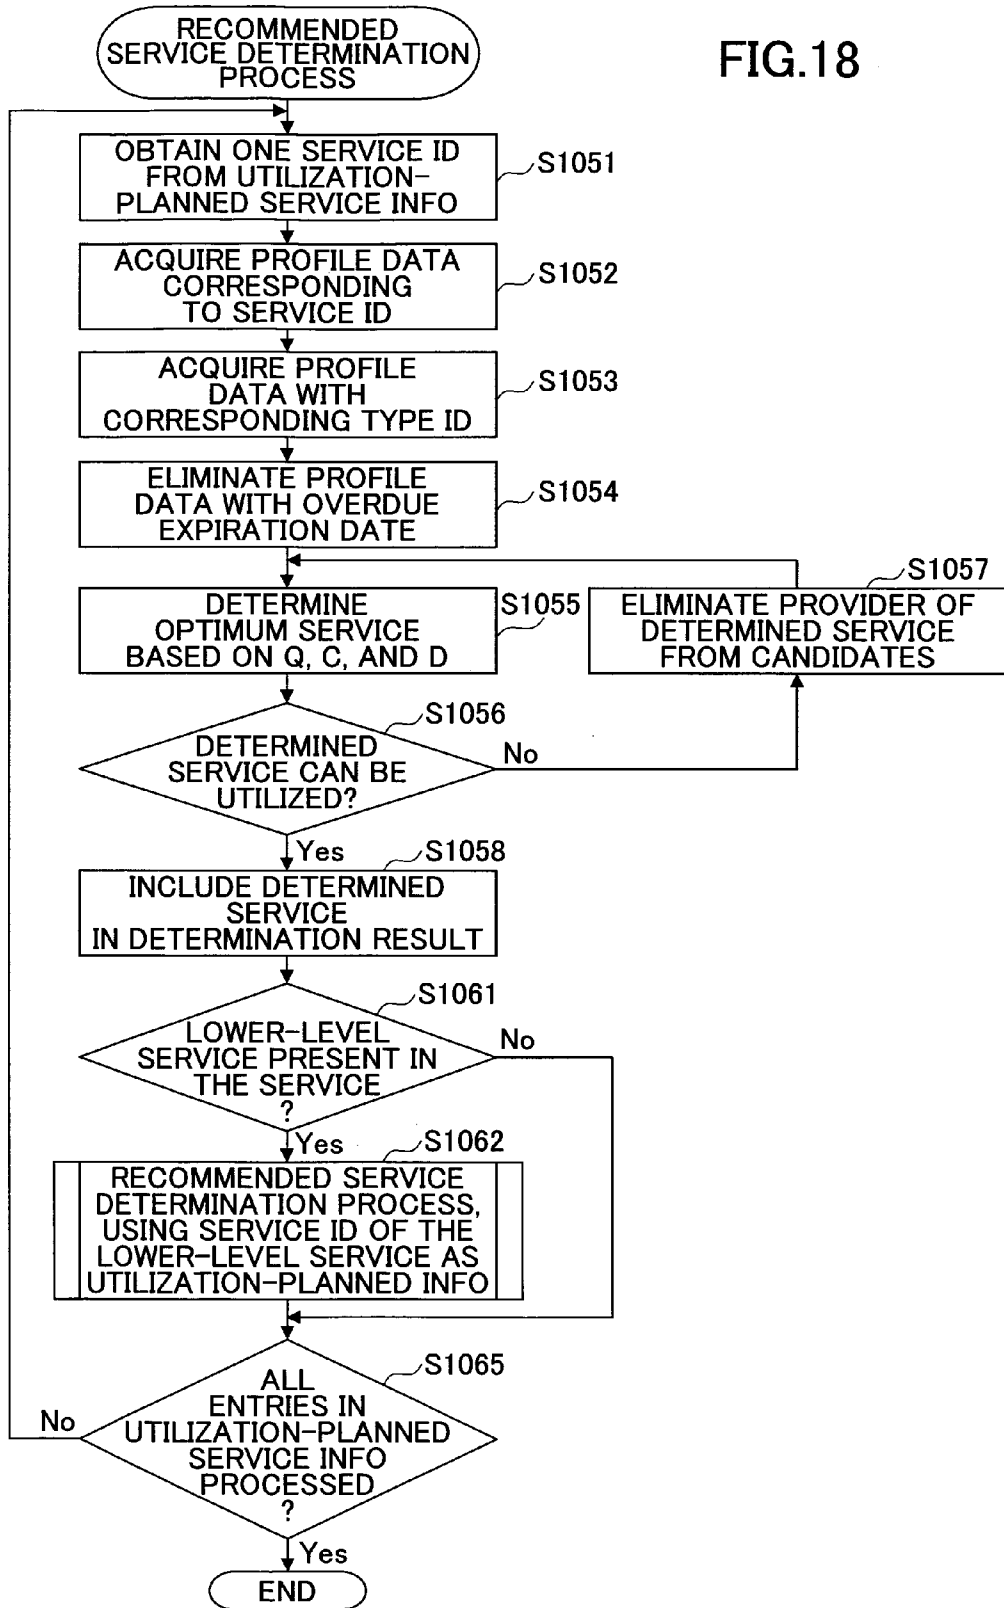 FIG.18
RECOMMENDED
SERVICE DETERMINATION
PROCESS
OBTAIN ONE SERVICE ID
FROM UTILIZATION-
PLANNED SERVICE INFO
S1051
ACQUIRE PROFILE DATA
CORRESPONDING
TO SERVICE ID
S1052
ACQUIRE PROFILE
DATA WITH
CORRESPONDING TYPE ID
S1053
ELIMINATE PROFILE
DATA WITH OVERDUE
EXPIRATION DATE
S1054
DETERMINE
OPTIMUM SERVICE
BASED ON Q, C, AND D
S1055
S1057
ELIMINATE PROVIDER OF
DETERMINED SERVICE
FROM CANDIDATES
S1056
DETERMINED
SERVICE CAN BE
UTILIZED?
No
Yes
S1058
INCLUDE DETERMINED
SERVICE
IN DETERMINATION RESULT
S1061
LOWER-LEVEL
SERVICE PRESENT IN
THE SERVICE
?
No
Yes
S1062
RECOMMENDED SERVICE
DETERMINATION PROCESS,
USING SERVICE ID OF THE
LOWER-LEVEL SERVICE AS
UTILIZATION-PLANNED INFO
S1065
ALL
ENTRIES IN
UTILIZATION-PLANNED
SERVICE INFO
PROCESSED
?
No
Yes
END